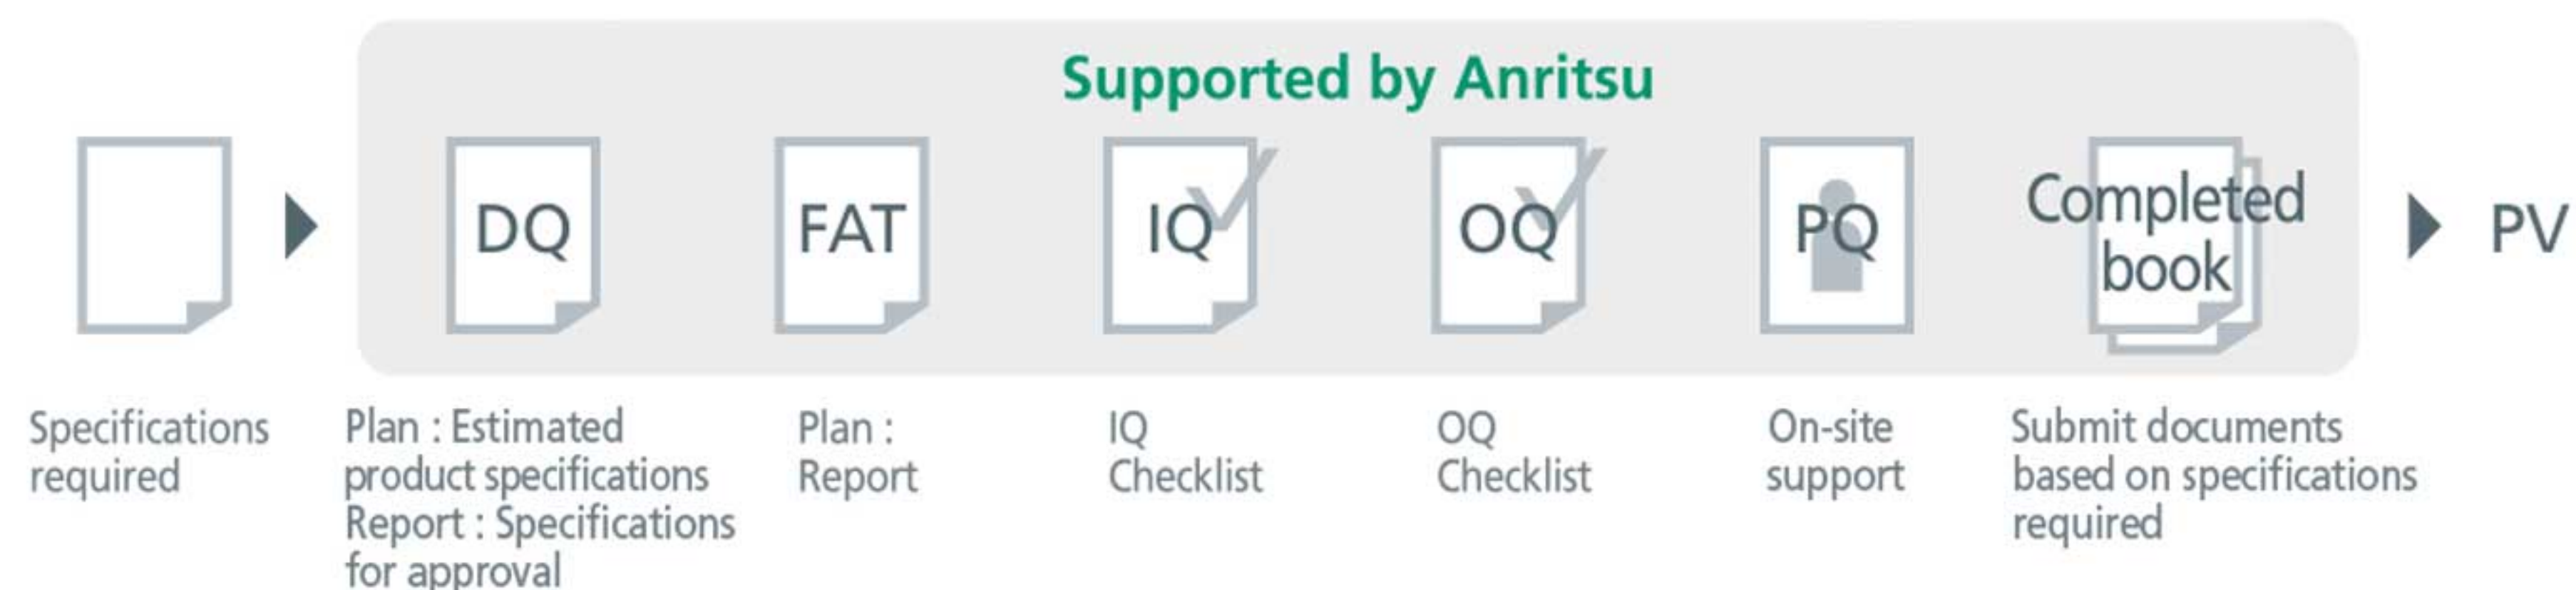 Supported by Anritsu
DQ
FAT
IQ
OQ
PQ
Completed
book
PV
Specifications
required
Plan : Estimated
product specifications
Report : Specifications
for approval
Plan :
Report
IQ
Checklist
OQ
Checklist
On-site
support
Submit documents
based on specifications
required